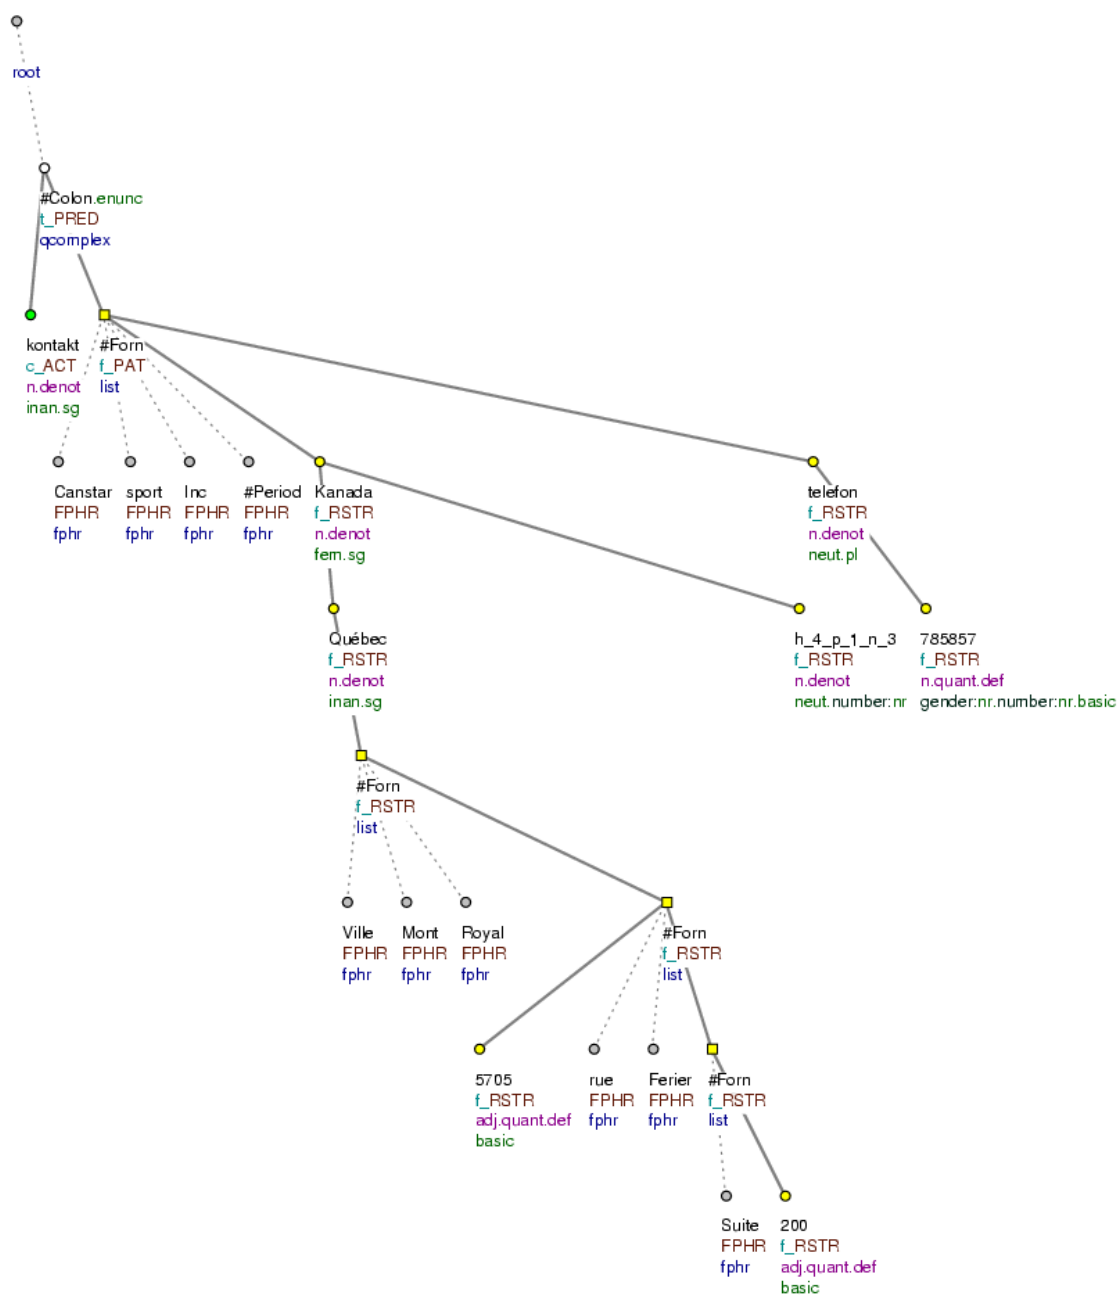 root
#Colon.enunc
t_PRED
qcomplex
kontakt
c_ACT
n.denot
inan.sg
#Forn
f_PAT
list
Canstar
FPHR
fphr
sport
FPHR
fphr
Inc
FPHR
fphr
#Period
FPHR
fphr
Kanada
f_RSTR
n.denot
fem.sg
telefon
f_RSTR
n.denot
neut.pl
Québec
f_RSTR
n.denot
inan.sg
h_4_p_1_n_3
f_RSTR
n.denot
neut.number:nr
785857
f_RSTR
n.quant.def
gender:nr.number:nr.basic
#Forn
f_RSTR
list
Ville
FPHR
fphr
Mont
FPHR
fphr
Royal
FPHR
fphr
#Forn
f_RSTR
list
5705
f_RSTR
adj.quant.def
basic
rue
FPHR
fphr
Ferier
FPHR
fphr
#Forn
f_RSTR
list
Suite
FPHR
fphr
200
f_RSTR
adj.quant.def
basic